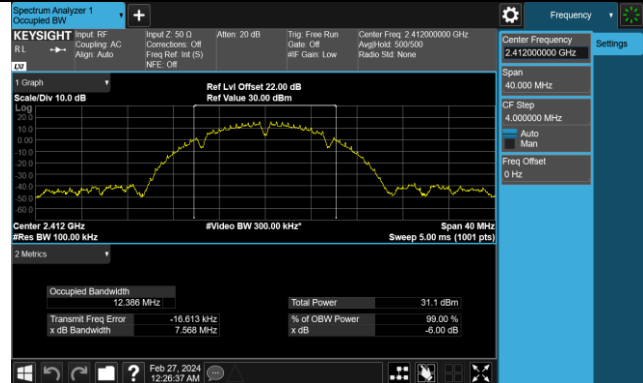 Spectrum Analyzer 1
Occupied BW
+
Frequency
KEYSIGHT
RL
LXI
Input: RF
Coupling: AC
Align: Auto
Input Z: 50 Ω
Corrections: Off
Freq Ref: Int (S)
NFE: Off
Atten: 20 dB
Trig: Free Run
Gate: Off
#IF Gain: Low
Center Freq: 2.412000000 GHz
Avg|Hold: 500/500
Radio Std: None
Center Frequency
2.412000000 GHz
Settings
Span
40.000 MHz
CF Step
4.000000 MHz
Auto
Man
Freq Offset
0 Hz
1 Graph
Scale/Div 10.0 dB
Ref Lvl Offset 22.00 dB
Ref Value 30.00 dBm
Log
20.0
10.0
0.00
-10.0
-20.0
-30.0
-40.0
-50.0
-60.0
Center 2.412 GHz
#Res BW 100.00 kHz
#Video BW 300.00 kHz*
Span 40 MHz
Sweep 5.00 ms (1001 pts)
2 Metrics
Occupied Bandwidth
12.386 MHz
Total Power 31.1 dBm
Transmit Freq Error -16.613 kHz
% of OBW Power 99.00 %
x dB Bandwidth 7.568 MHz
x dB -6.00 dB
?
Feb 27, 2024
12:26:37 AM